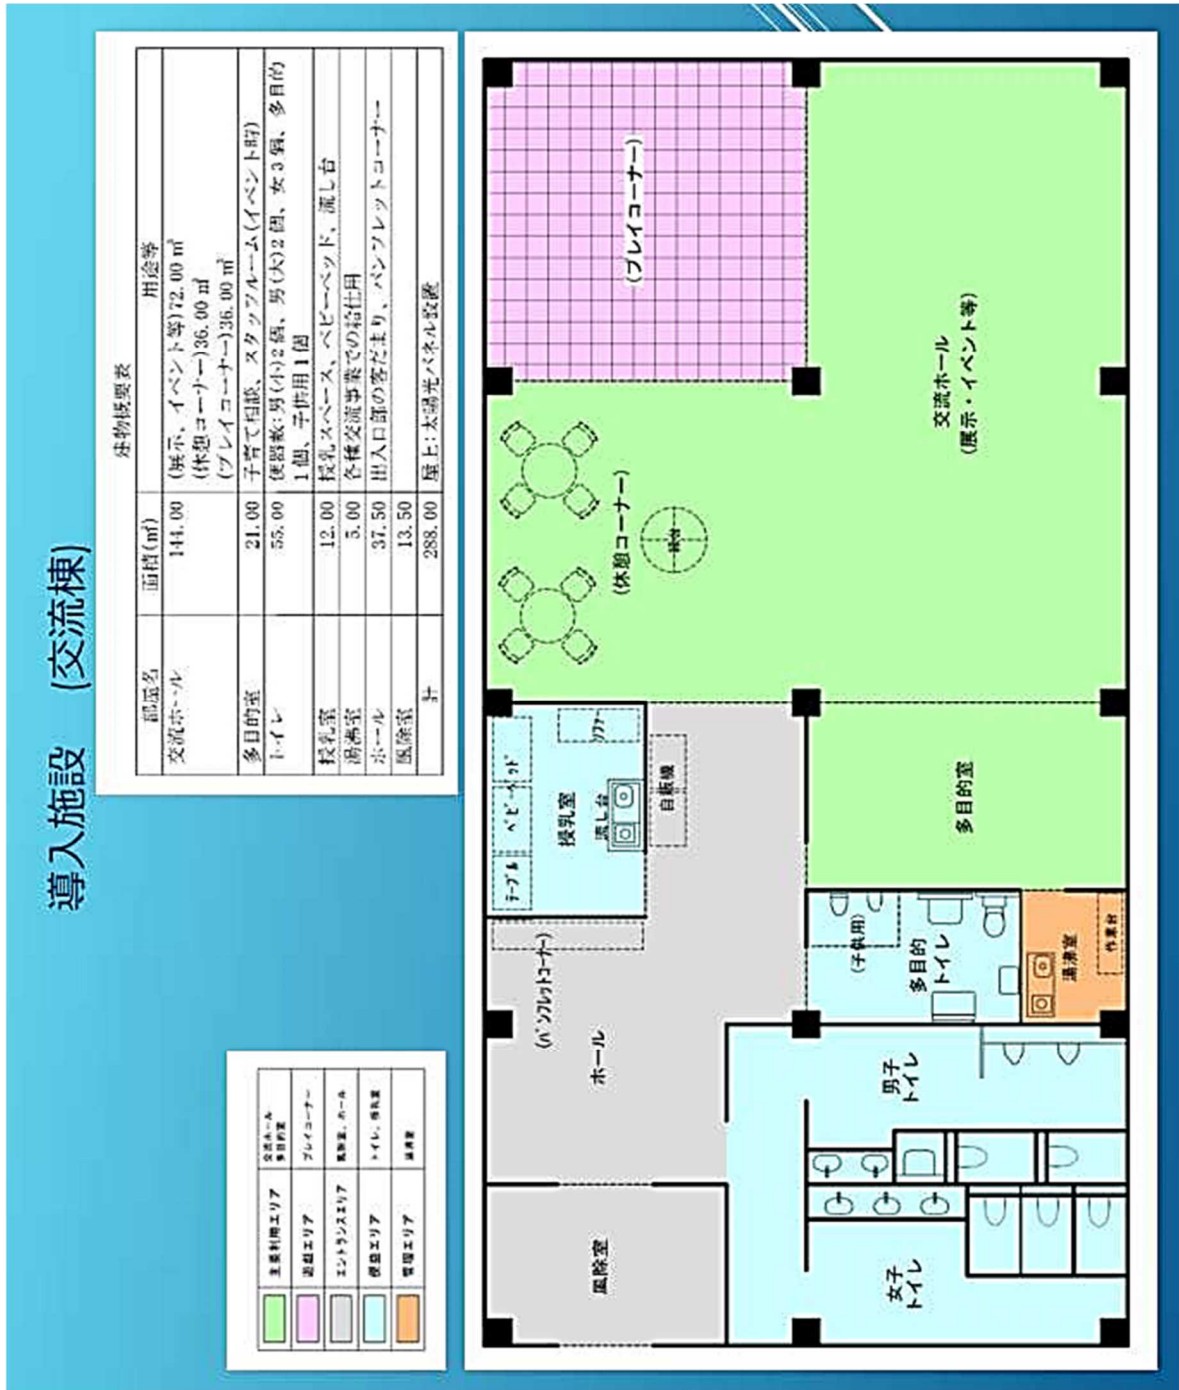 導入施設 (交流棟)
建物概要表
部屋名 面積(㎡) 用途等
交流ホール 144.00 (展示、イベント等)72.00 ㎡
(休憩コーナー)36.00 ㎡
(プレイコーナー)36.00 ㎡
多目的室 21.00 子育て相談、スタッフルーム(イベント時)
トイレ 55.00 便器数:男(小)2個、男(大)2個、女3個、多目的
1個、子供用1個
授乳室 12.00 授乳スペース、ベビーベッド、流し台
湯沸室 5.00 各種交流事業での給仕用
ホール 37.50 出入口部の客だまり、パンフレットコーナー
風除室 13.50
計 288.00 屋上:太陽光パネル設置
主要利用エリア 交流ホール
多目的室
遊戯エリア プレイコーナー
エントランスエリア 風除室、ホール
便益エリア トイレ、授乳室
管理エリア 湯沸室
(プレイコーナー)
(休憩コーナー)
交流ホール
(展示・イベント等)
テーブル
ベビーベッド
ソファー
授乳室
流し台
自販機
(パンフレットコーナー)
ホール
風除室
多目的室
(子供用)
多目的
トイレ
湯沸室
作業台
男子
トイレ
女子
トイレ